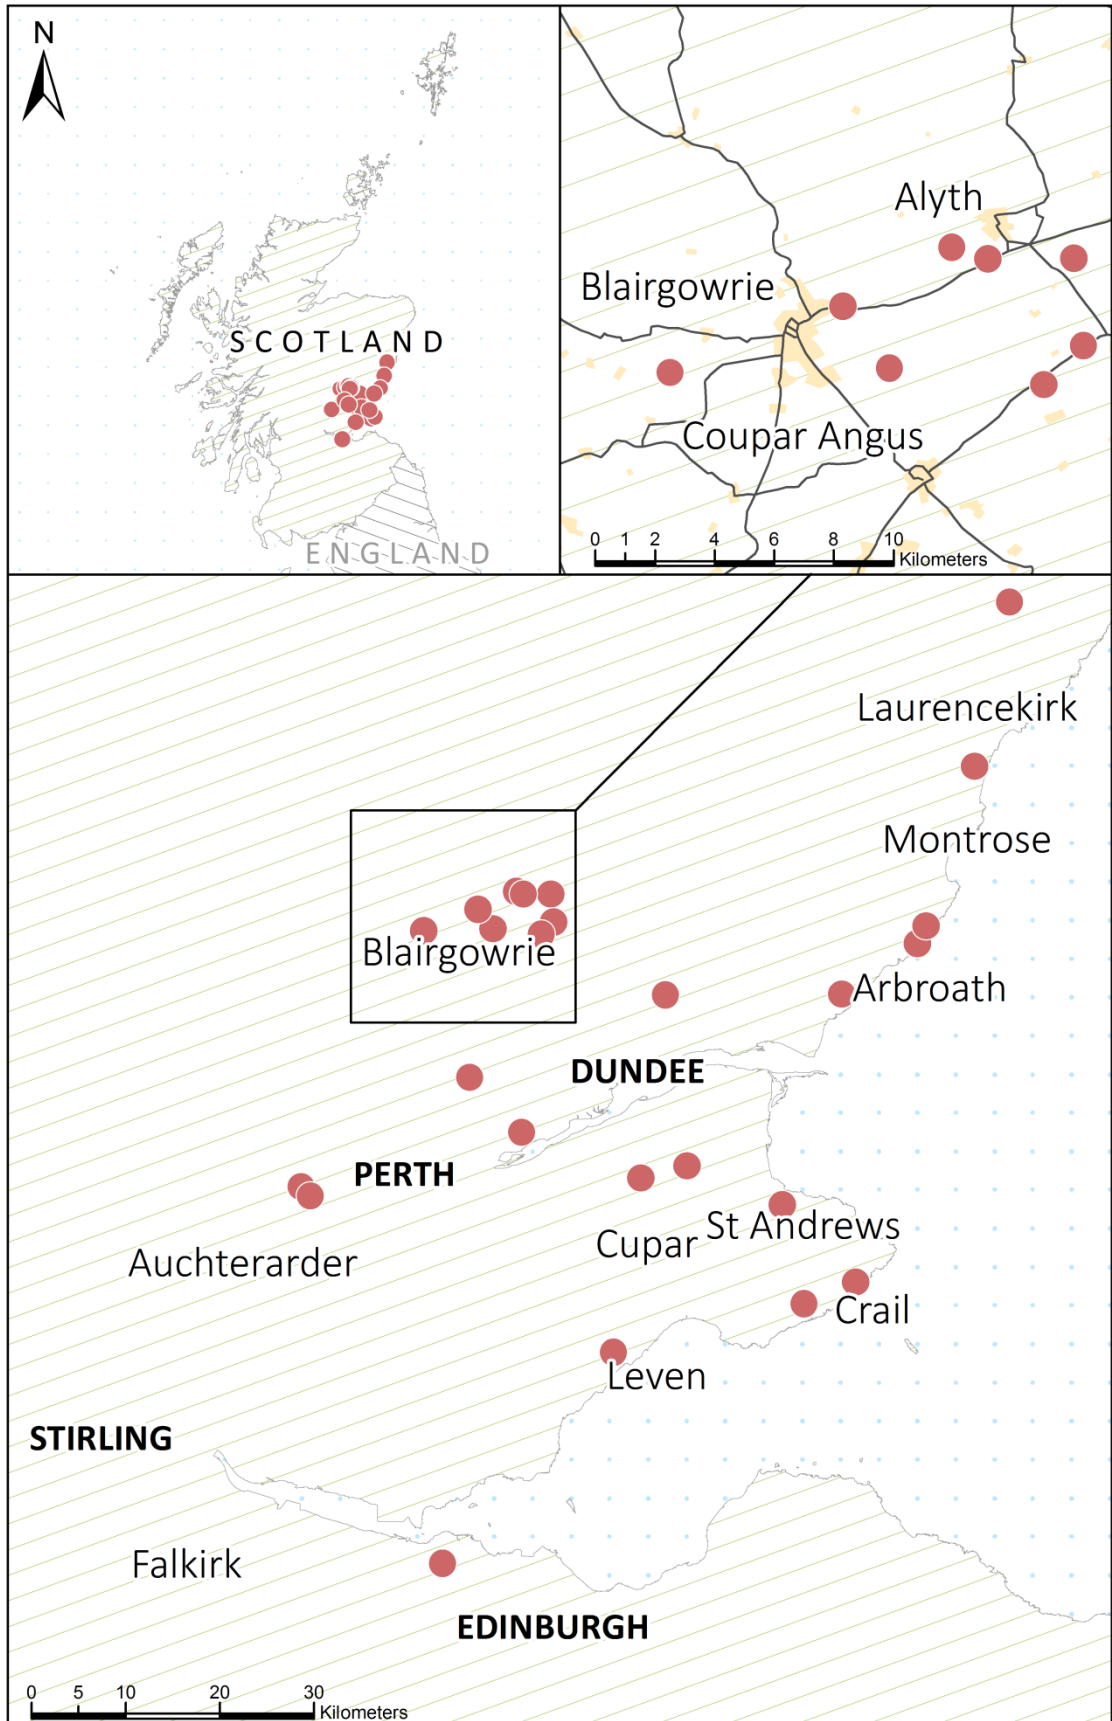 N
SCOTLAND
ENGLAND
Alyth
Blairgowrie
Coupar Angus
0 1 2 4 6 8 10
Kilometers
Laurencekirk
Montrose
Blairgowrie
Arbroath
DUNDEE
PERTH
St Andrews
Cupar
Auchterarder
Crail
Leven
STIRLING
Falkirk
EDINBURGH
0 5 10 20 30
Kilometers